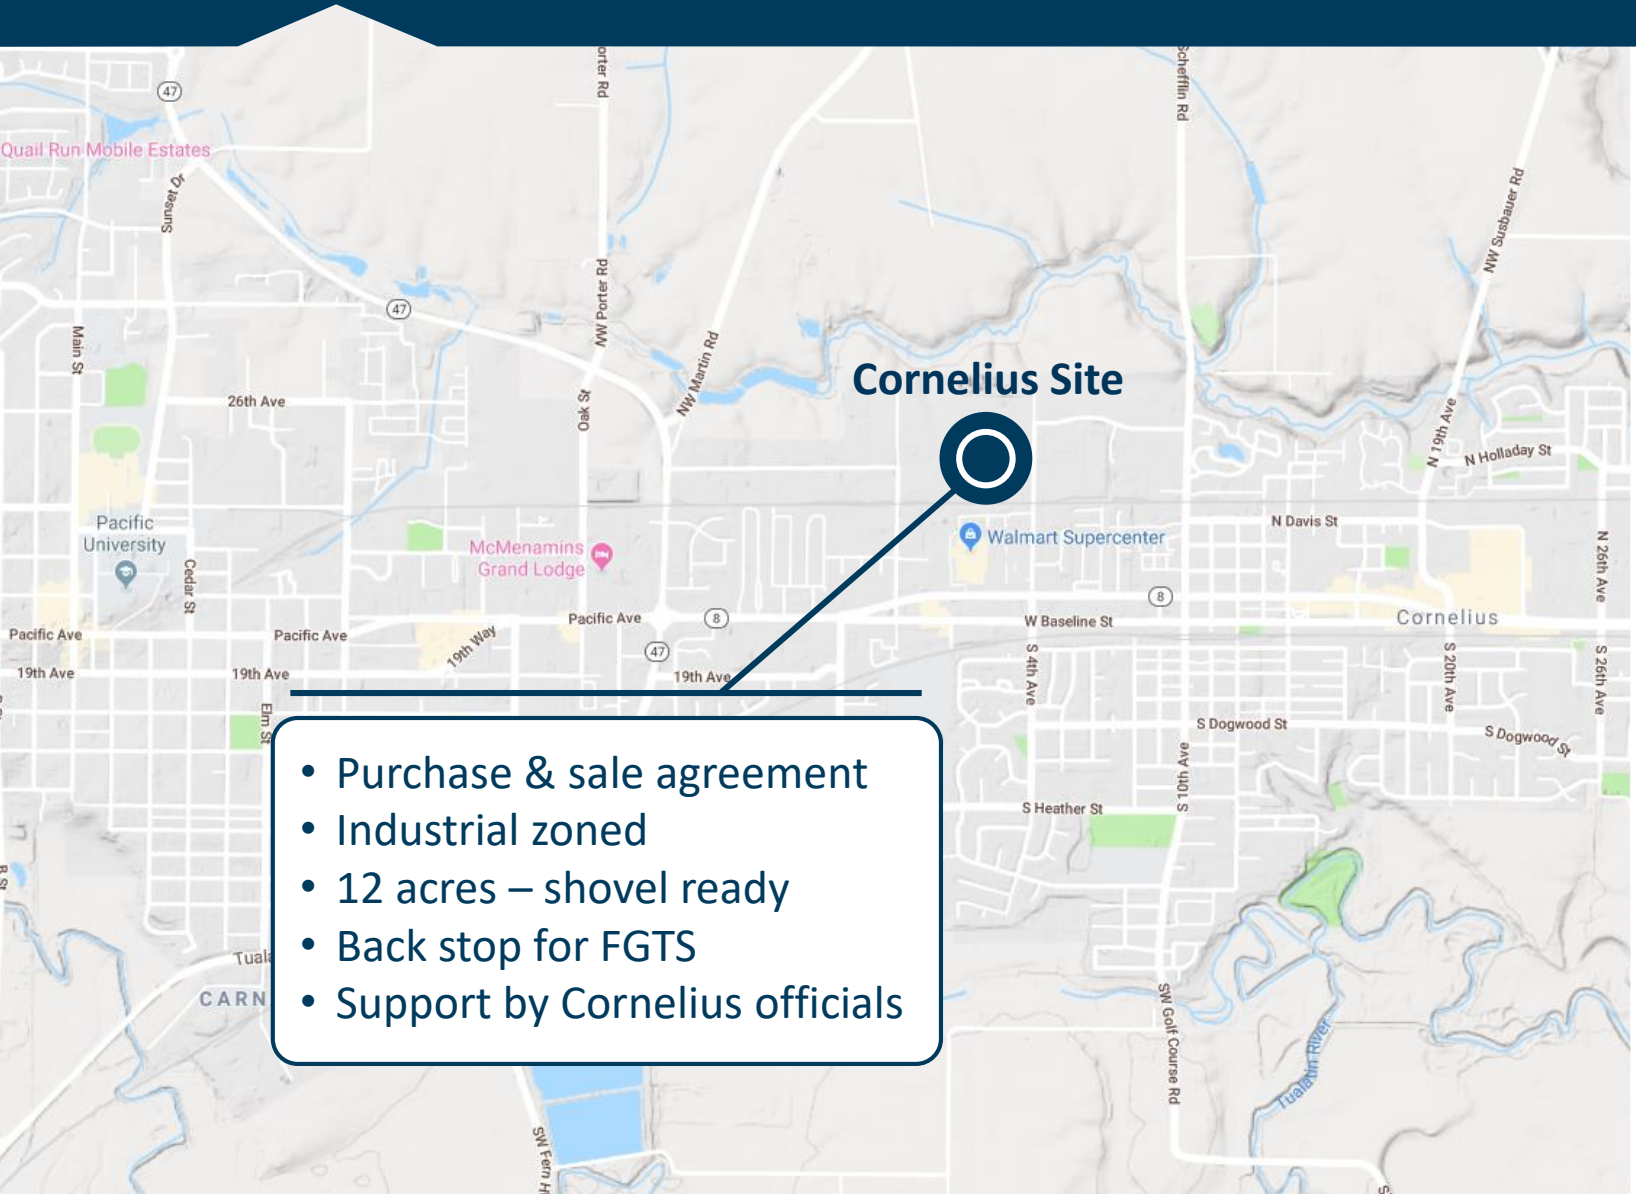 orter Rd
Schefflin Rd
47
Quail Run Mobile Estates
Sunset Dr
NW Susbauer Rd
NW Porter Rd
47
Main St
NW Martin Rd
Cornelius Site
26th Ave
Oak St
N 19th Ave
N Holladay St
Pacific
University
N Davis St
Walmart Supercenter
McMenamins
Grand Lodge
N 26th Ave
Cedar St
8
Pacific Ave
8
W Baseline St
Cornelius
Pacific Ave
Pacific Ave
19th Way
47
19th Ave
19th Ave
19th Ave
S 4th Ave
S 20th Ave
S 26th Ave
Elm St
S Dogwood St
S Dogwood St
• Purchase & sale agreement
• Industrial zoned
• 12 acres – shovel ready
• Back stop for FGTS
• Support by Cornelius officials
S 10th Ave
S Heather St
B St
Tuala
CARN
SW Golf Course Rd
Tualatin River
SW Fern H